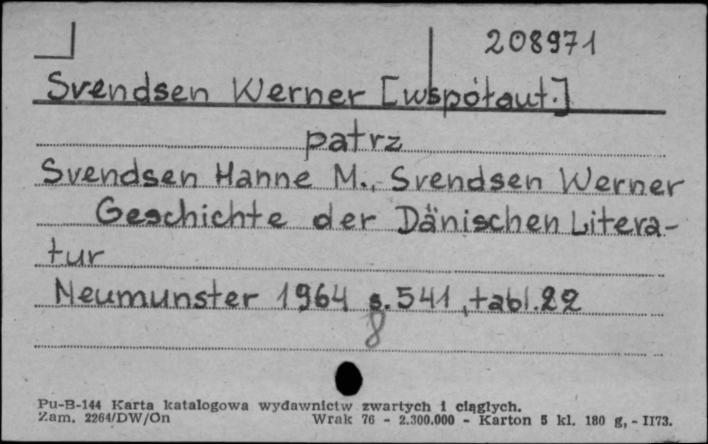 208971
Svendsen Werner [współaut.]
patrz
Svendsen Hanne M., Svendsen Werner
Geschichte der Dänischen Litera-
tur
Neumunster 1964 s. 541, tabl. 22
8
Pu-B-144 Karta katalogowa wydawnictw zwartych i ciągłych.
Zam. 2264/DW/On Wrak 76 - 2.300.000 - Karton 5 kl. 180 g, - II73.